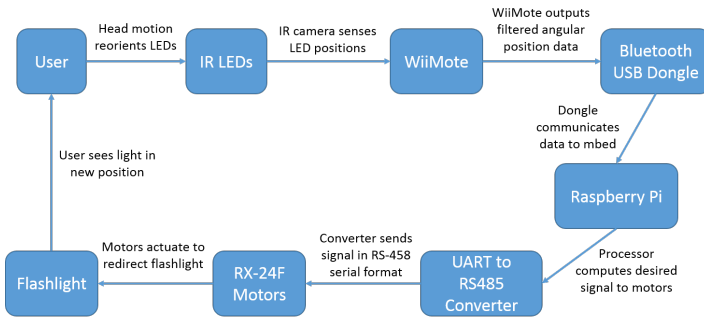 User
Head motion
reorients LEDs
IR LEDs
IR camera senses
LED positions
WiiMote
WiiMote outputs
filtered angular
position data
Bluetooth
USB Dongle
Dongle
communicates
data to mbed
Raspberry Pi
Processor
computes desired
signal to motors
UART to
RS485
Converter
Converter sends
signal in RS-458
serial format
RX-24F
Motors
Motors actuate to
redirect flashlight
Flashlight
User sees light in
new position